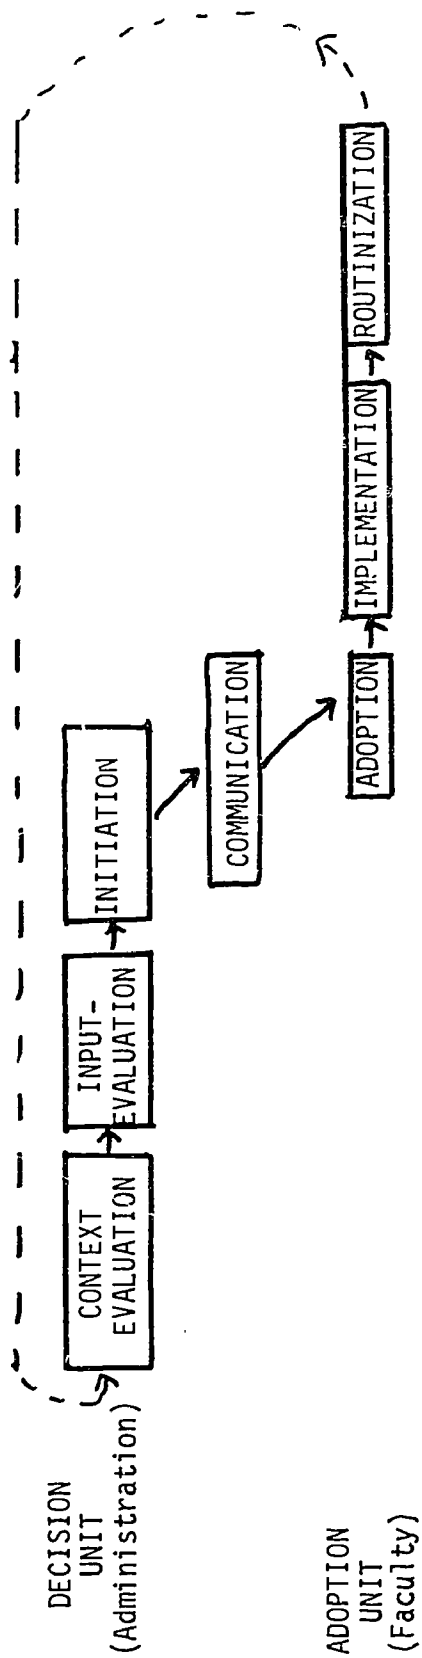 DECISION
UNIT
(Administration)
CONTEXT
EVALUATION
INPUT-
EVALUATION
INITIATION
COMMUNICATION
ADOPTION
UNIT
(Faculty)
ADOPTION
IMPLEMENTATION
ROUTINIZATION